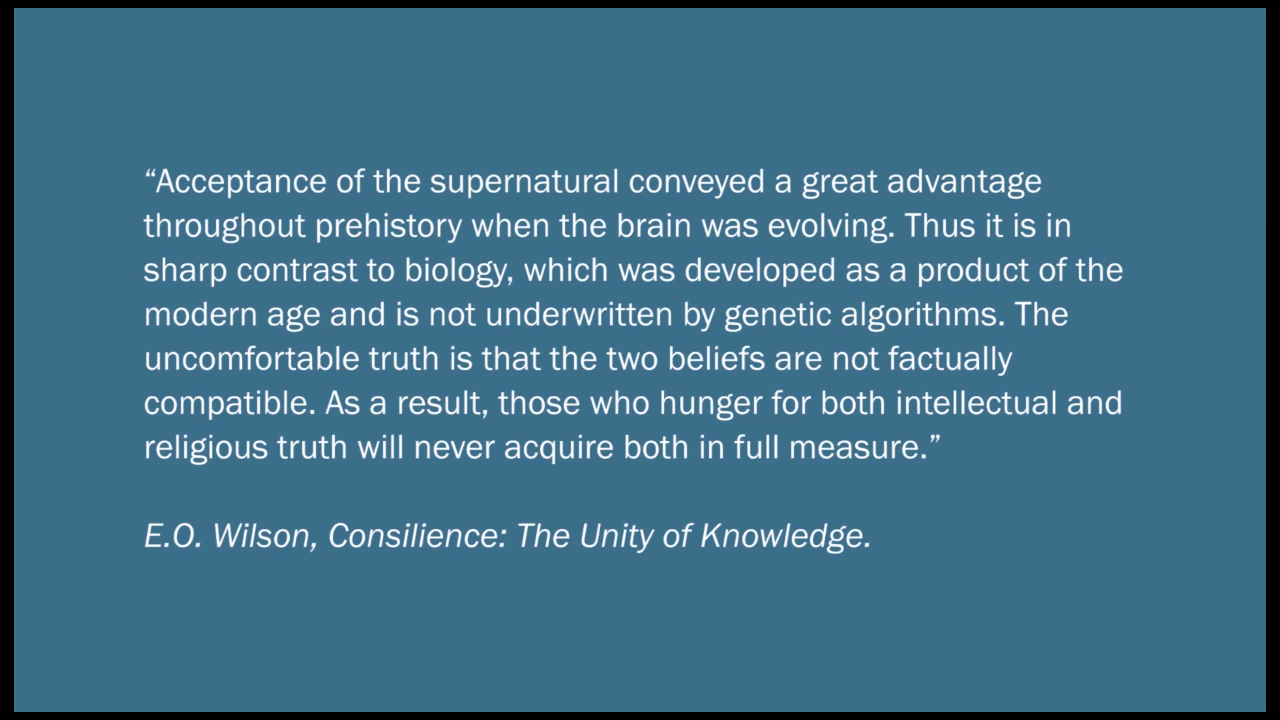 “Acceptance of the supernatural conveyed a great advantage
throughout prehistory when the brain was evolving. Thus it is in
sharp contrast to biology, which was developed as a product of the
modern age and is not underwritten by genetic algorithms. The
uncomfortable truth is that the two beliefs are not factually
compatible. As a result, those who hunger for both intellectual and
religious truth will never acquire both in full measure.”
E.O. Wilson, Consilience: The Unity of Knowledge.